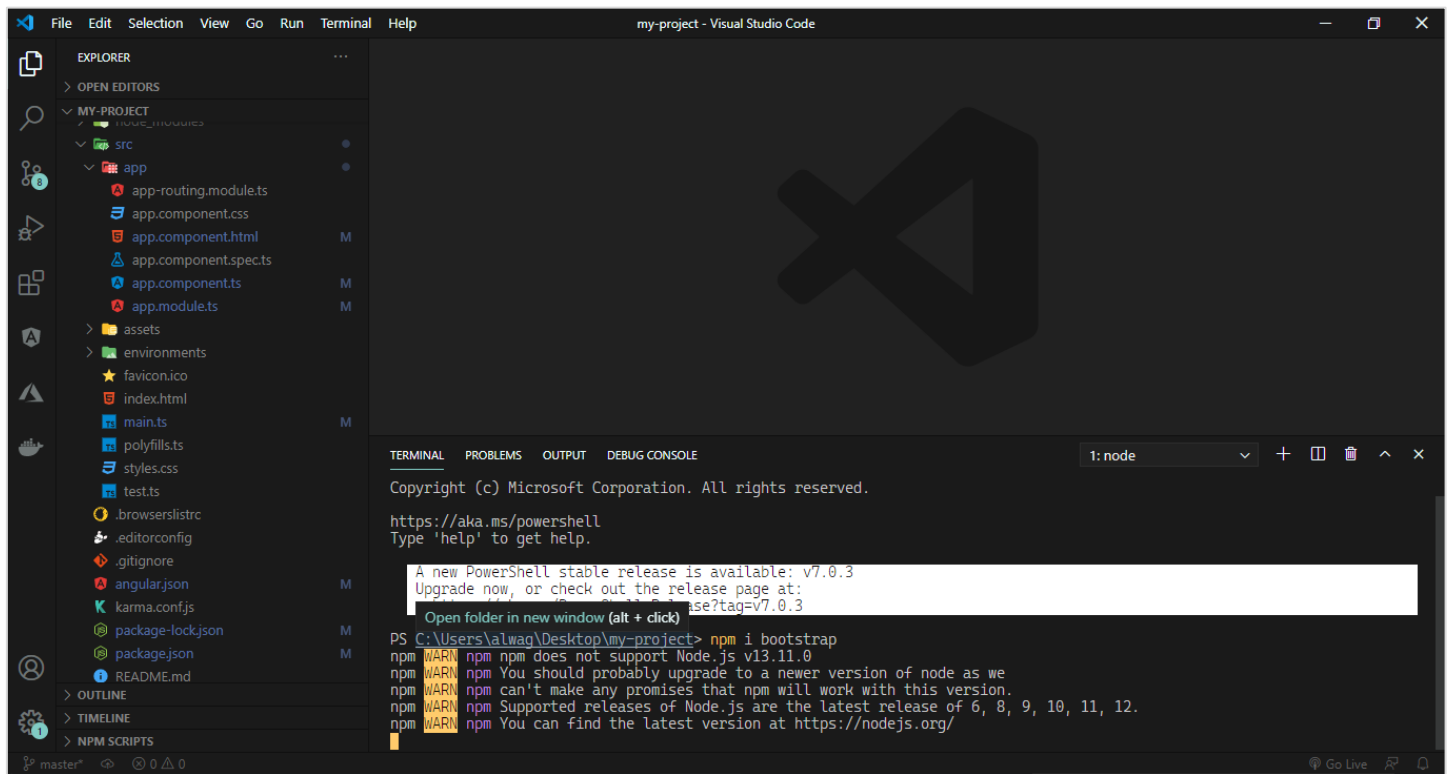 File Edit Selection View Go Run Terminal Help my-project - Visual Studio Code
EXPLORER
OPEN EDITORS
MY-PROJECT
node_modules
src
app
app-routing.module.ts
app.component.css
app.component.html M
app.component.spec.ts
app.component.ts M
app.module.ts M
assets
environments
favicon.ico
index.html
main.ts M
polyfills.ts
styles.css
test.ts
.browserslistrc
.editorconfig
.gitignore
angular.json M
karma.conf.js
package-lock.json M
package.json M
README.md
OUTLINE
TIMELINE
NPM SCRIPTS
8
1
TERMINAL PROBLEMS OUTPUT DEBUG CONSOLE 1: node
Copyright (c) Microsoft Corporation. All rights reserved.
https://aka.ms/powershell
Type 'help' to get help.
A new PowerShell stable release is available: v7.0.3
Upgrade now, or check out the release page at:
ase?tag=v7.0.3
Open folder in new window (alt + click)
PS C:\Users\alwag\Desktop\my-project> npm i bootstrap
npm WARN npm npm does not support Node.js v13.11.0
npm WARN npm You should probably upgrade to a newer version of node as we
npm WARN npm can't make any promises that npm will work with this version.
npm WARN npm Supported releases of Node.js are the latest release of 6, 8, 9, 10, 11, 12.
npm WARN npm You can find the latest version at https://nodejs.org/
master* 0 0 Go Live